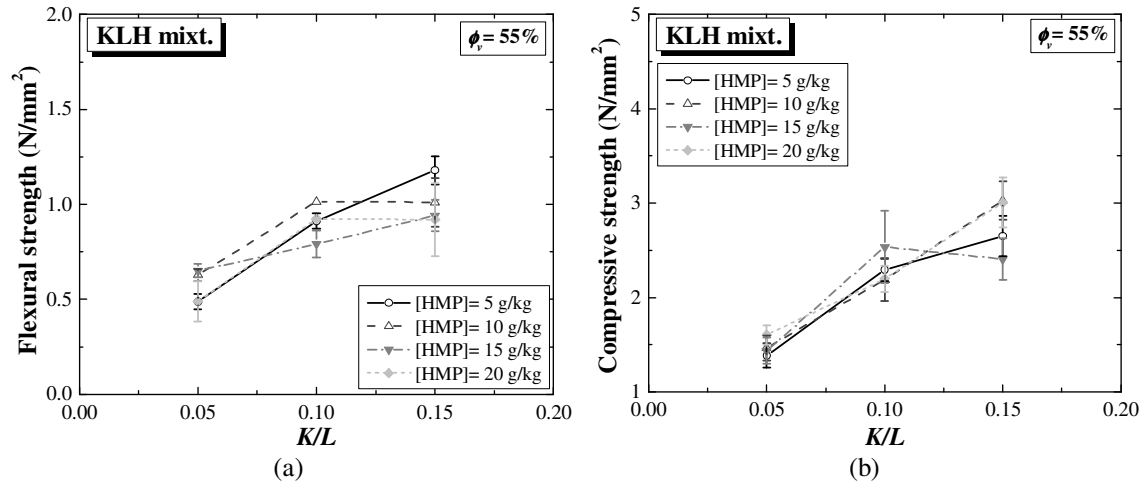 KLH mixt.
ϕv= 55%
Flexural strength (N/mm²)
2.0
1.5
1.0
0.5
0.0
[HMP]= 5 g/kg
[HMP]= 10 g/kg
[HMP]= 15 g/kg
[HMP]= 20 g/kg
0.00 0.05 0.10 0.15 0.20
K/L
(a)
KLH mixt.
ϕv= 55%
[HMP]= 5 g/kg
[HMP]= 10 g/kg
[HMP]= 15 g/kg
[HMP]= 20 g/kg
Compressive strength (N/mm²)
5
4
3
2
1
0.00 0.05 0.10 0.15 0.20
K/L
(b)